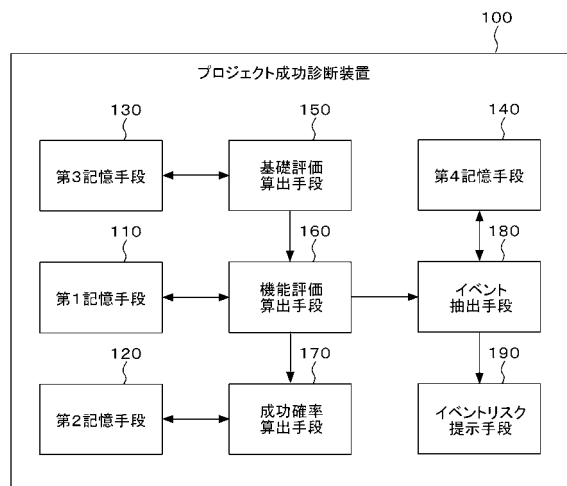 100
プロジェクト成功診断装置
130
150
140
第3記憶手段
基礎評価
算出手段
第4記憶手段
110
160
180
第1記憶手段
機能評価
算出手段
イベント
抽出手段
120
170
190
第2記憶手段
成功確率
算出手段
イベントリスク
提示手段